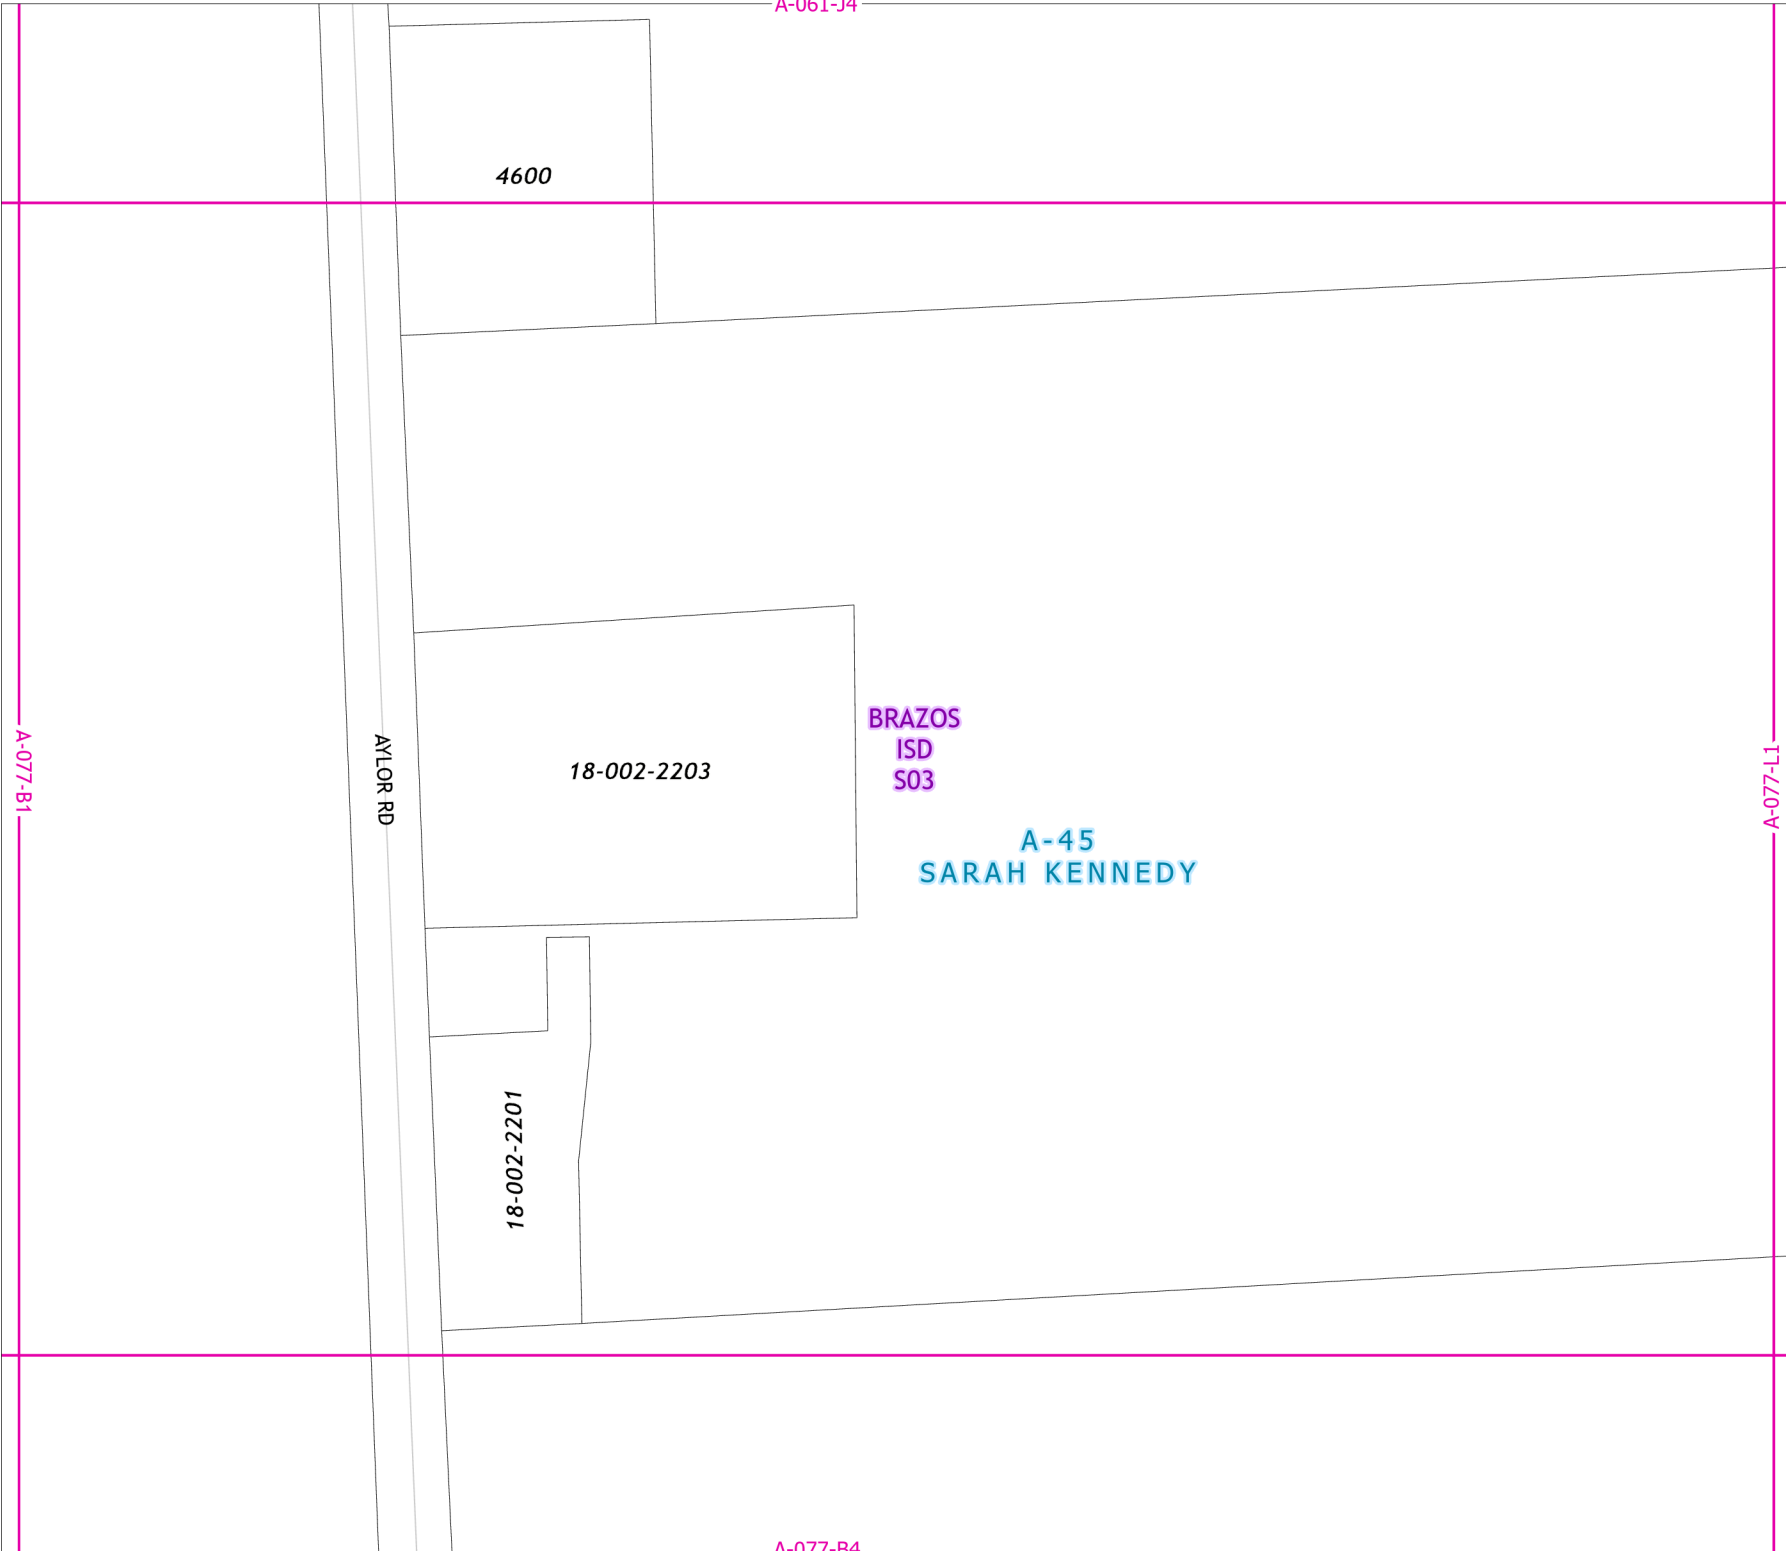 A-061-J4
4600
A-077-B1
AYLOR RD
18-002-2203
BRAZOS
ISD
S03
A-077-L1
A-45
SARAH KENNEDY
18-002-2201
A-077-B4